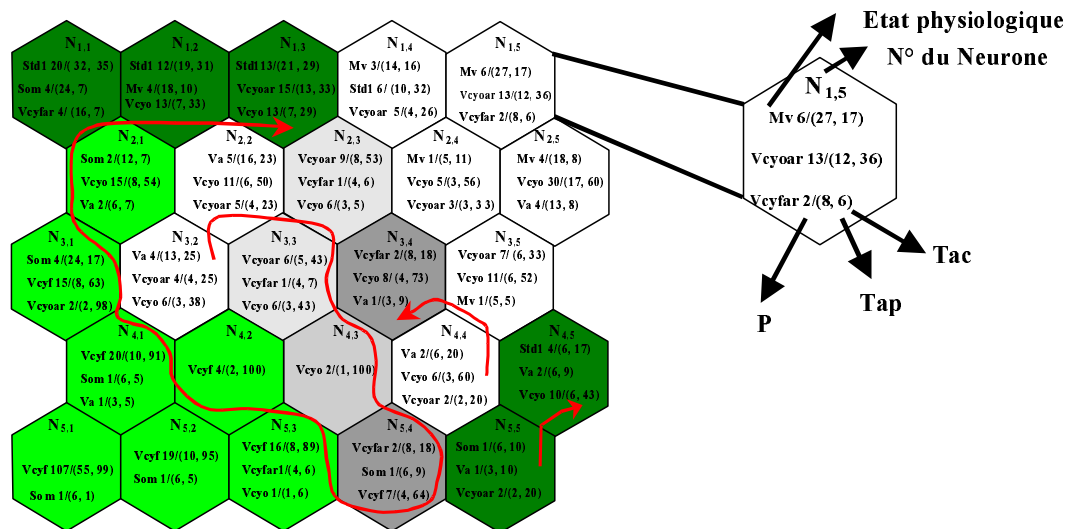 N1,1
Std1 20/( 32, 35)
Som 4/(24, 7)
Vcyfar 4/ (16, 7)
N1,2
Std1 12/(19, 31)
Mv 4/(18, 10)
Vcyo 13/(7, 33)
N1,3
Std1 13/(21, 29)
Vcyoar 15/(13, 33)
Vcyo 13/(7, 29)
N1,4
Mv 3/(14, 16)
Std1 6/ (10, 32)
Vcyoar 5/(4, 26)
N1,5
Mv 6/(27, 17)
Vcyoar 13/(12, 36)
Vcyfar 2/(8, 6)
Etat physiologique
N° du Neurone
N1,5
Mv 6/(27, 17)
Vcyoar 13/(12, 36)
Vcyfar 2/(8, 6)
Tac
Tap
P
N2,1
Som 2/(12, 7)
Vcyo 15/(8, 54)
Va 2/(6, 7)
N2,2
Va 5/(16, 23)
Vcyo 11/(6, 50)
Vcyoar 5/(4, 23)
N2,3
Vcyoar 9/(8, 53)
Vcyfar 1/(4, 6)
Vcyo 6/(3, 5)
N2,4
Mv 1/(5, 11)
Vcyo 5/(3, 56)
Vcyoar 3/(3, 3 3)
N2,5
Mv 4/(18, 8)
Vcyo 30/(17, 60)
Va 4/(13, 8)
N3,1
Som 4/(24, 17)
Vcyf 15/(8, 63)
Vcyoar 2/(2, 98)
N3,2
Va 4/(13, 25)
Vcyoar 4/(4, 25)
Vcyo 6/(3, 38)
N3,3
Vcyoar 6/(5, 43)
Vcyfar 1/(4, 7)
Vcyo 6/(3, 43)
N3,4
Vcyfar 2/(8, 18)
Vcyo 8/ (4, 73)
Va 1/(3, 9)
N3,5
Vcyoar 7/ (6, 33)
Vcyo 11/(6, 52)
Mv 1/(5, 5)
N4,1
Vcyf 20/(10, 91)
Som 1/(6, 5)
Va 1/(3, 5)
N4,2
Vcyf 4/(2, 100)
N4,3
Vcyo 2/(1, 100)
N4,4
Va 2/(6, 20)
Vcyo 6/(3, 60)
Vcyoar 2/(2, 20)
N4,5
Std1 4/(6, 17)
Va 2/(6, 9)
Vcyo 10/(6, 43)
N5,1
Vcyf 107/(55, 99)
Som 1/(6, 1)
N5,2
Vcyf 19/(10, 95)
Som 1/(6, 5)
N5,3
Vcyf 16/(8, 89)
Vcyfar1/(4, 6)
Vcyo 1/(1, 6)
N5,4
Vcyfar 2/(8, 18)
Som 1/(6, 9)
Vcyf 7/(4, 64)
N5,5
Som 1/(6, 10)
Va 1/(3, 10)
Vcyoar 2/(2, 20)